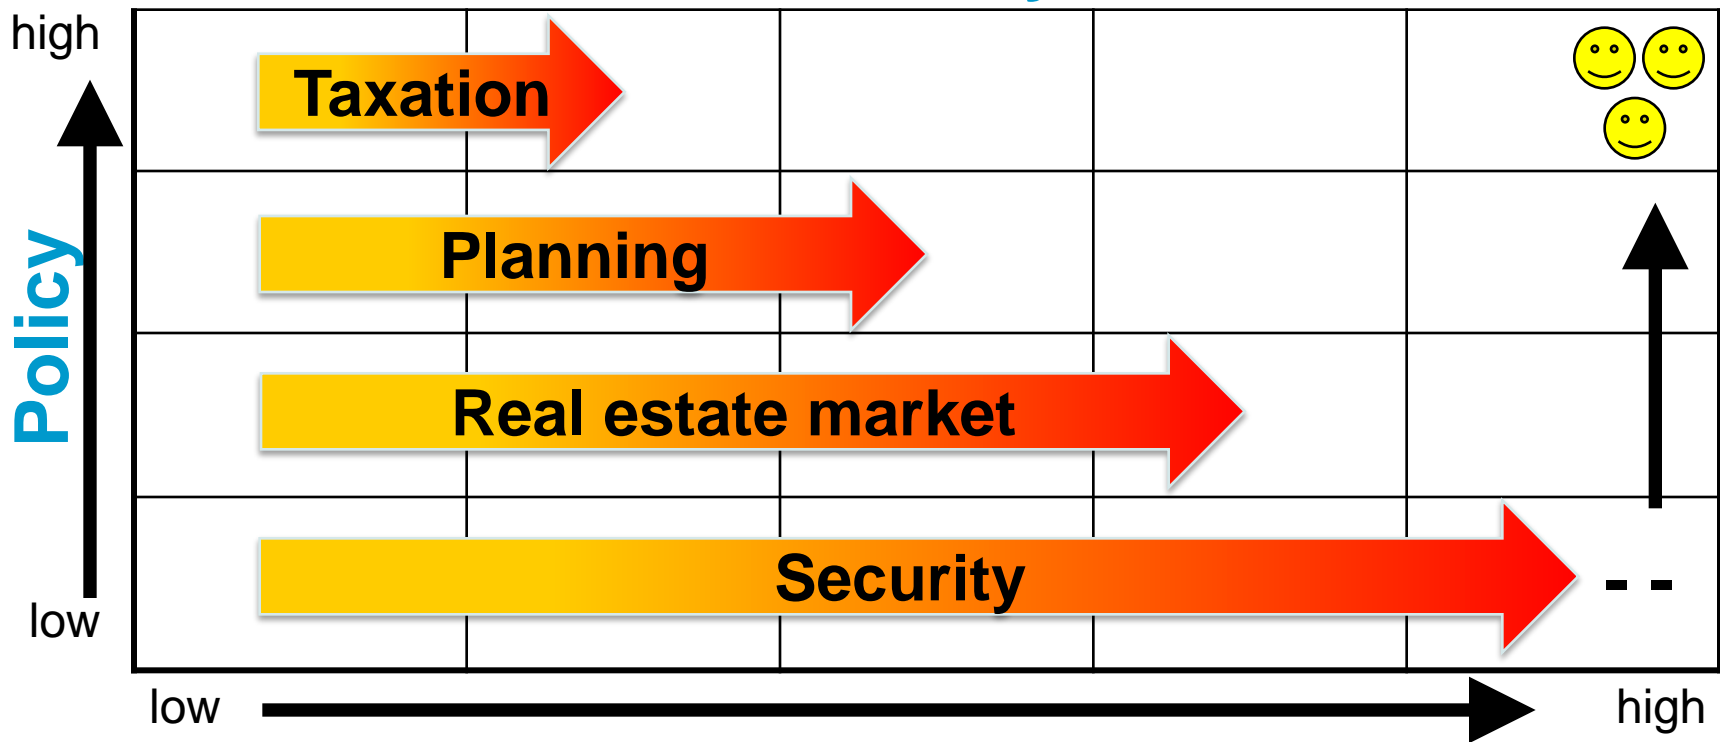 high
Taxation
Planning
Policy
Real estate market
Security
- -
low
low
high